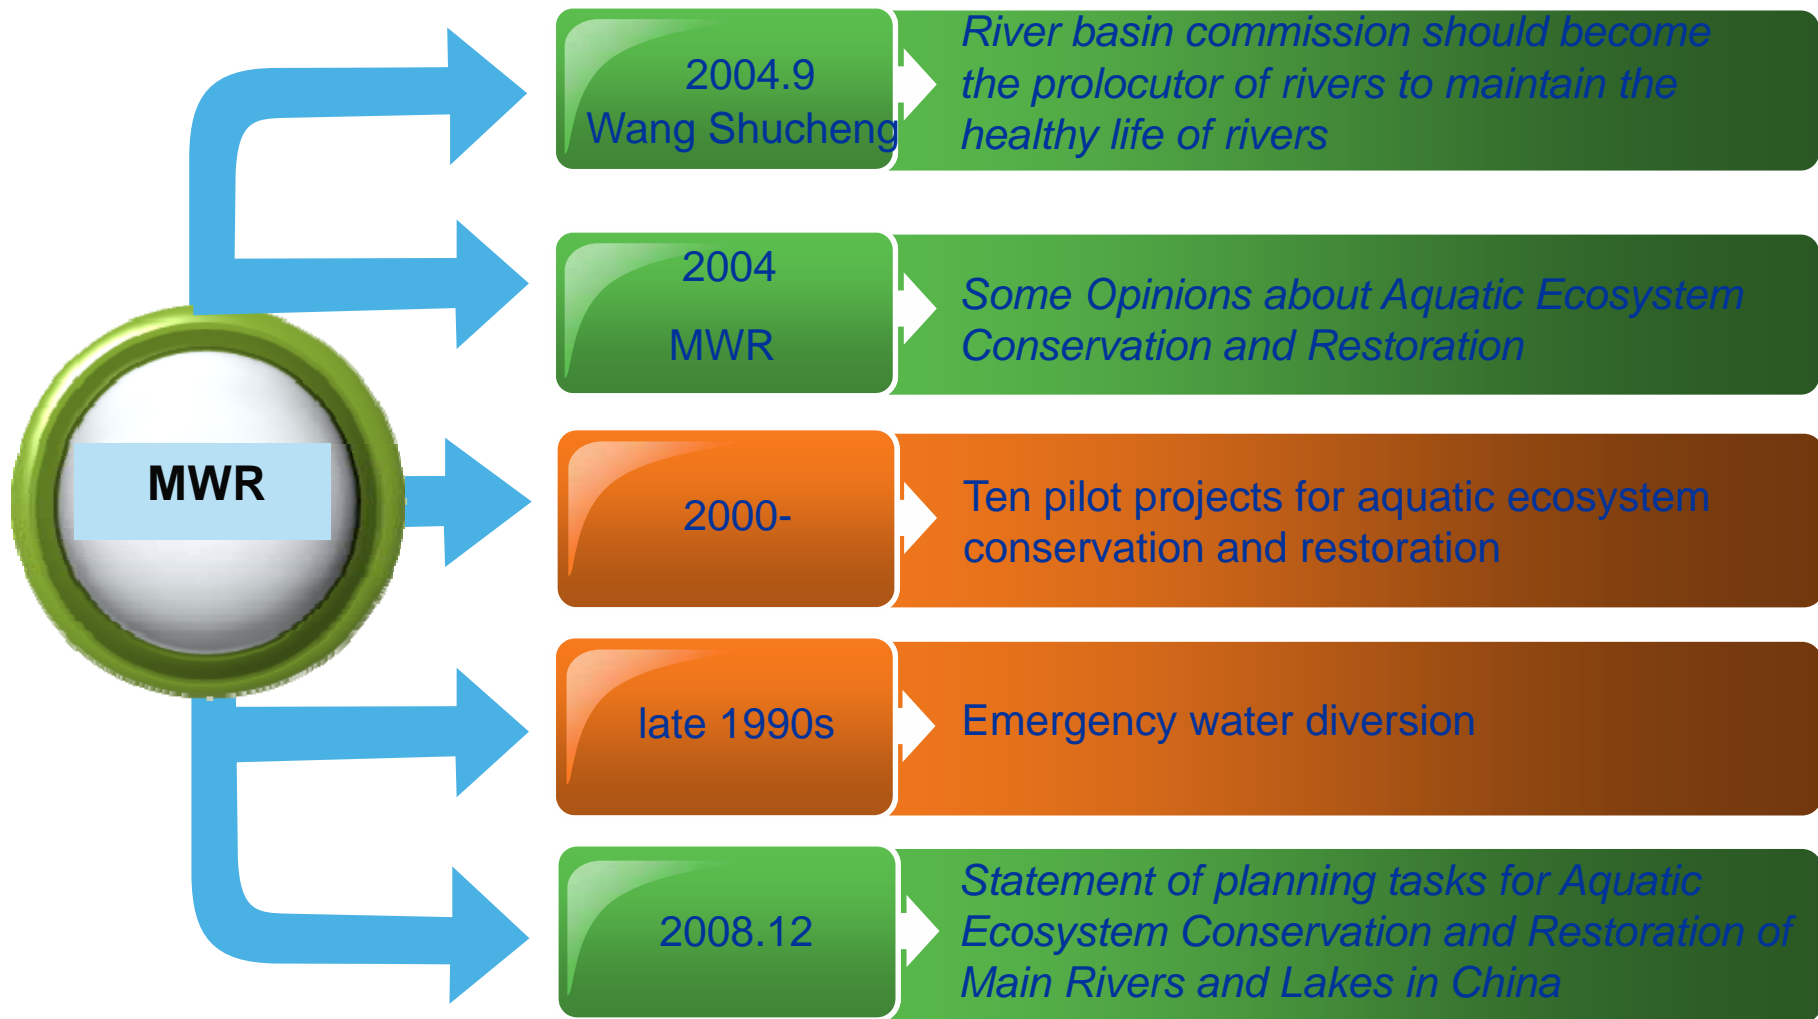 MWR
2004.9
Wang Shucheng
River basin commission should become
the prolocutor of rivers to maintain the
healthy life of rivers
2004
MWR
Some Opinions about Aquatic Ecosystem
Conservation and Restoration
2000-
Ten pilot projects for aquatic ecosystem
conservation and restoration
late 1990s
Emergency water diversion
2008.12
Statement of planning tasks for Aquatic
Ecosystem Conservation and Restoration of
Main Rivers and Lakes in China